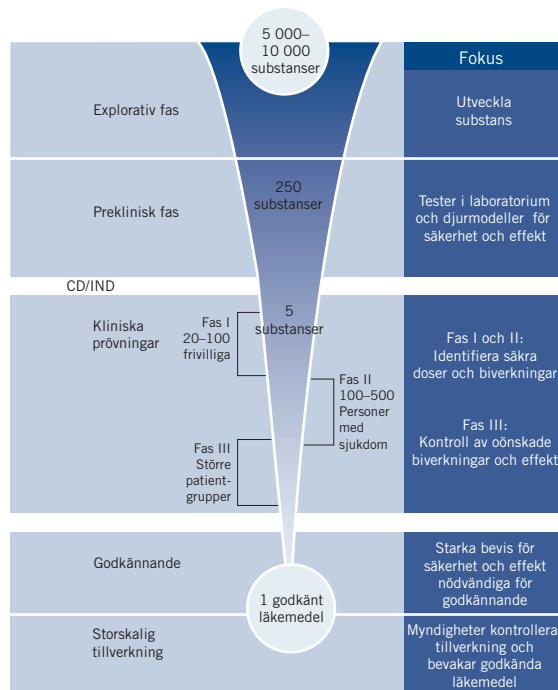 5 000–
10 000
substanser
Fokus
Explorativ fas
Utveckla
substans
250
substanser
Preklinisk fas
Tester i laboratorium
och djurmodeller för
säkerhet och effekt
CD/IND
Kliniska
prövningar
Fas I
20–100
frivilliga
5
substanser
Fas II
100–500
Personer
med
sjukdom
Fas III
Större
patient-
grupper
Fas I och II:
Identifiera säkra
doser och biverkningar
Fas III:
Kontroll av oönskade
biverkningar och effekt
Godkännande
Starka bevis för
säkerhet och effekt
nödvändiga för
godkännande
1 godkänt
läkemedel
Storskalig
tillverkning
Myndigheter kontrollera
tillverkning och
bevakar godkända
läkemedel